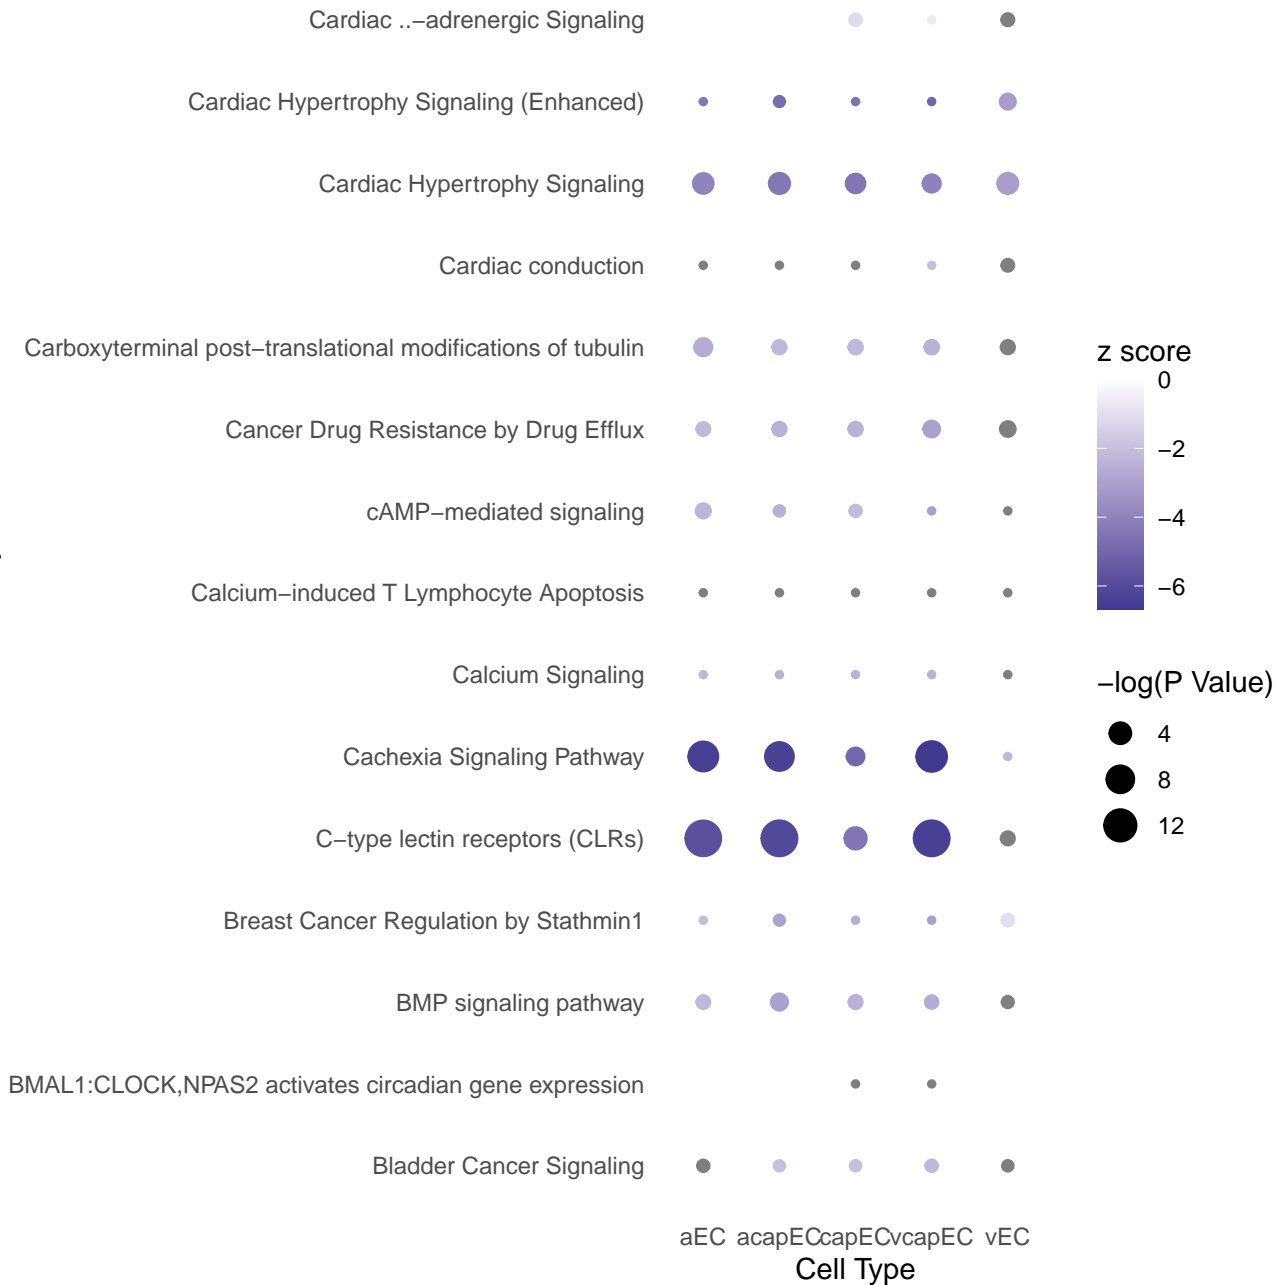 Cardiac ..−adrenergic Signaling
Cardiac Hypertrophy Signaling (Enhanced)
Cardiac Hypertrophy Signaling
Cardiac conduction
Carboxyterminal post−translational modifications of tubulin
Cancer Drug Resistance by Drug Efflux
cAMP−mediated signaling
Calcium−induced T Lymphocyte Apoptosis
Calcium Signaling
Cachexia Signaling Pathway
C−type lectin receptors (CLRs)
Breast Cancer Regulation by Stathmin1
BMP signaling pathway
BMAL1:CLOCK,NPAS2 activates circadian gene expression
Bladder Cancer Signaling
aEC acapEC capEC vcapEC vEC
Cell Type
z score
0
−2
−4
−6
−log(P Value)
4
8
12